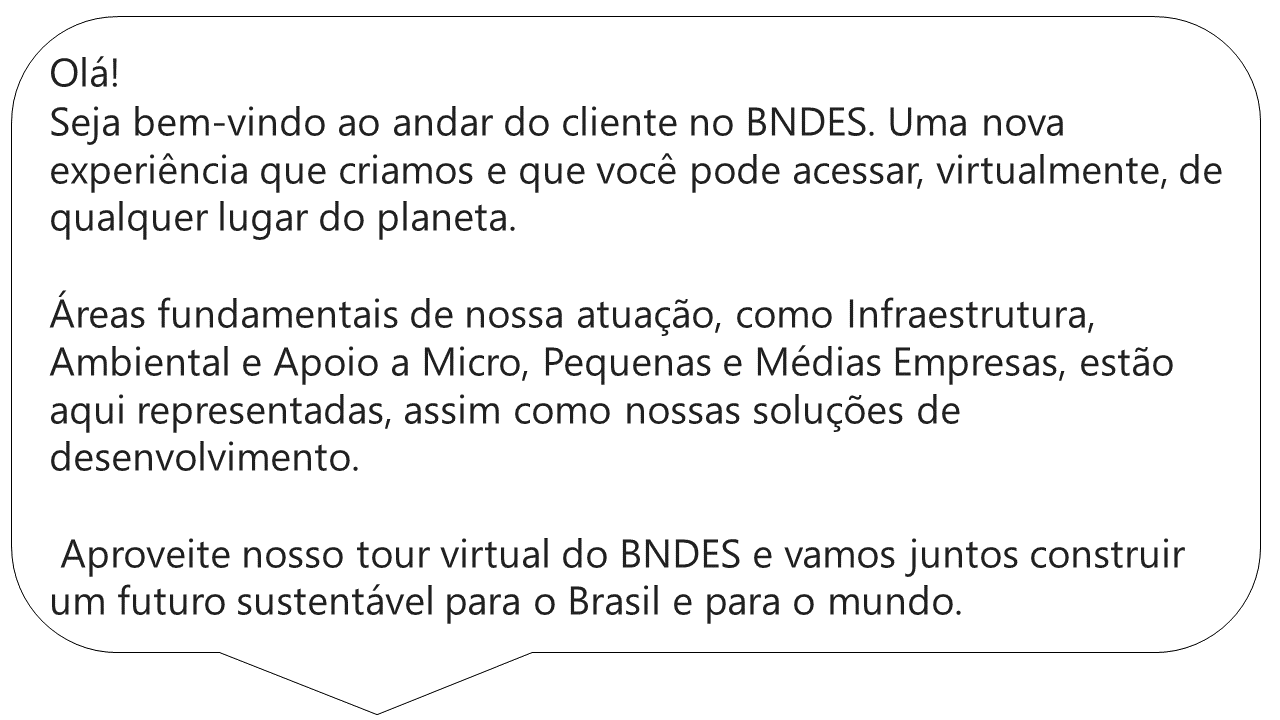 Olá!
Seja bem-vindo ao andar do cliente no BNDES. Uma nova
experiência que criamos e que você pode acessar, virtualmente, de
qualquer lugar do planeta.
Áreas fundamentais de nossa atuação, como Infraestrutura,
Ambiental e Apoio a Micro, Pequenas e Médias Empresas, estão
aqui representadas, assim como nossas soluções de
desenvolvimento.
Aproveite nosso tour virtual do BNDES e vamos juntos construir
um futuro sustentável para o Brasil e para o mundo.